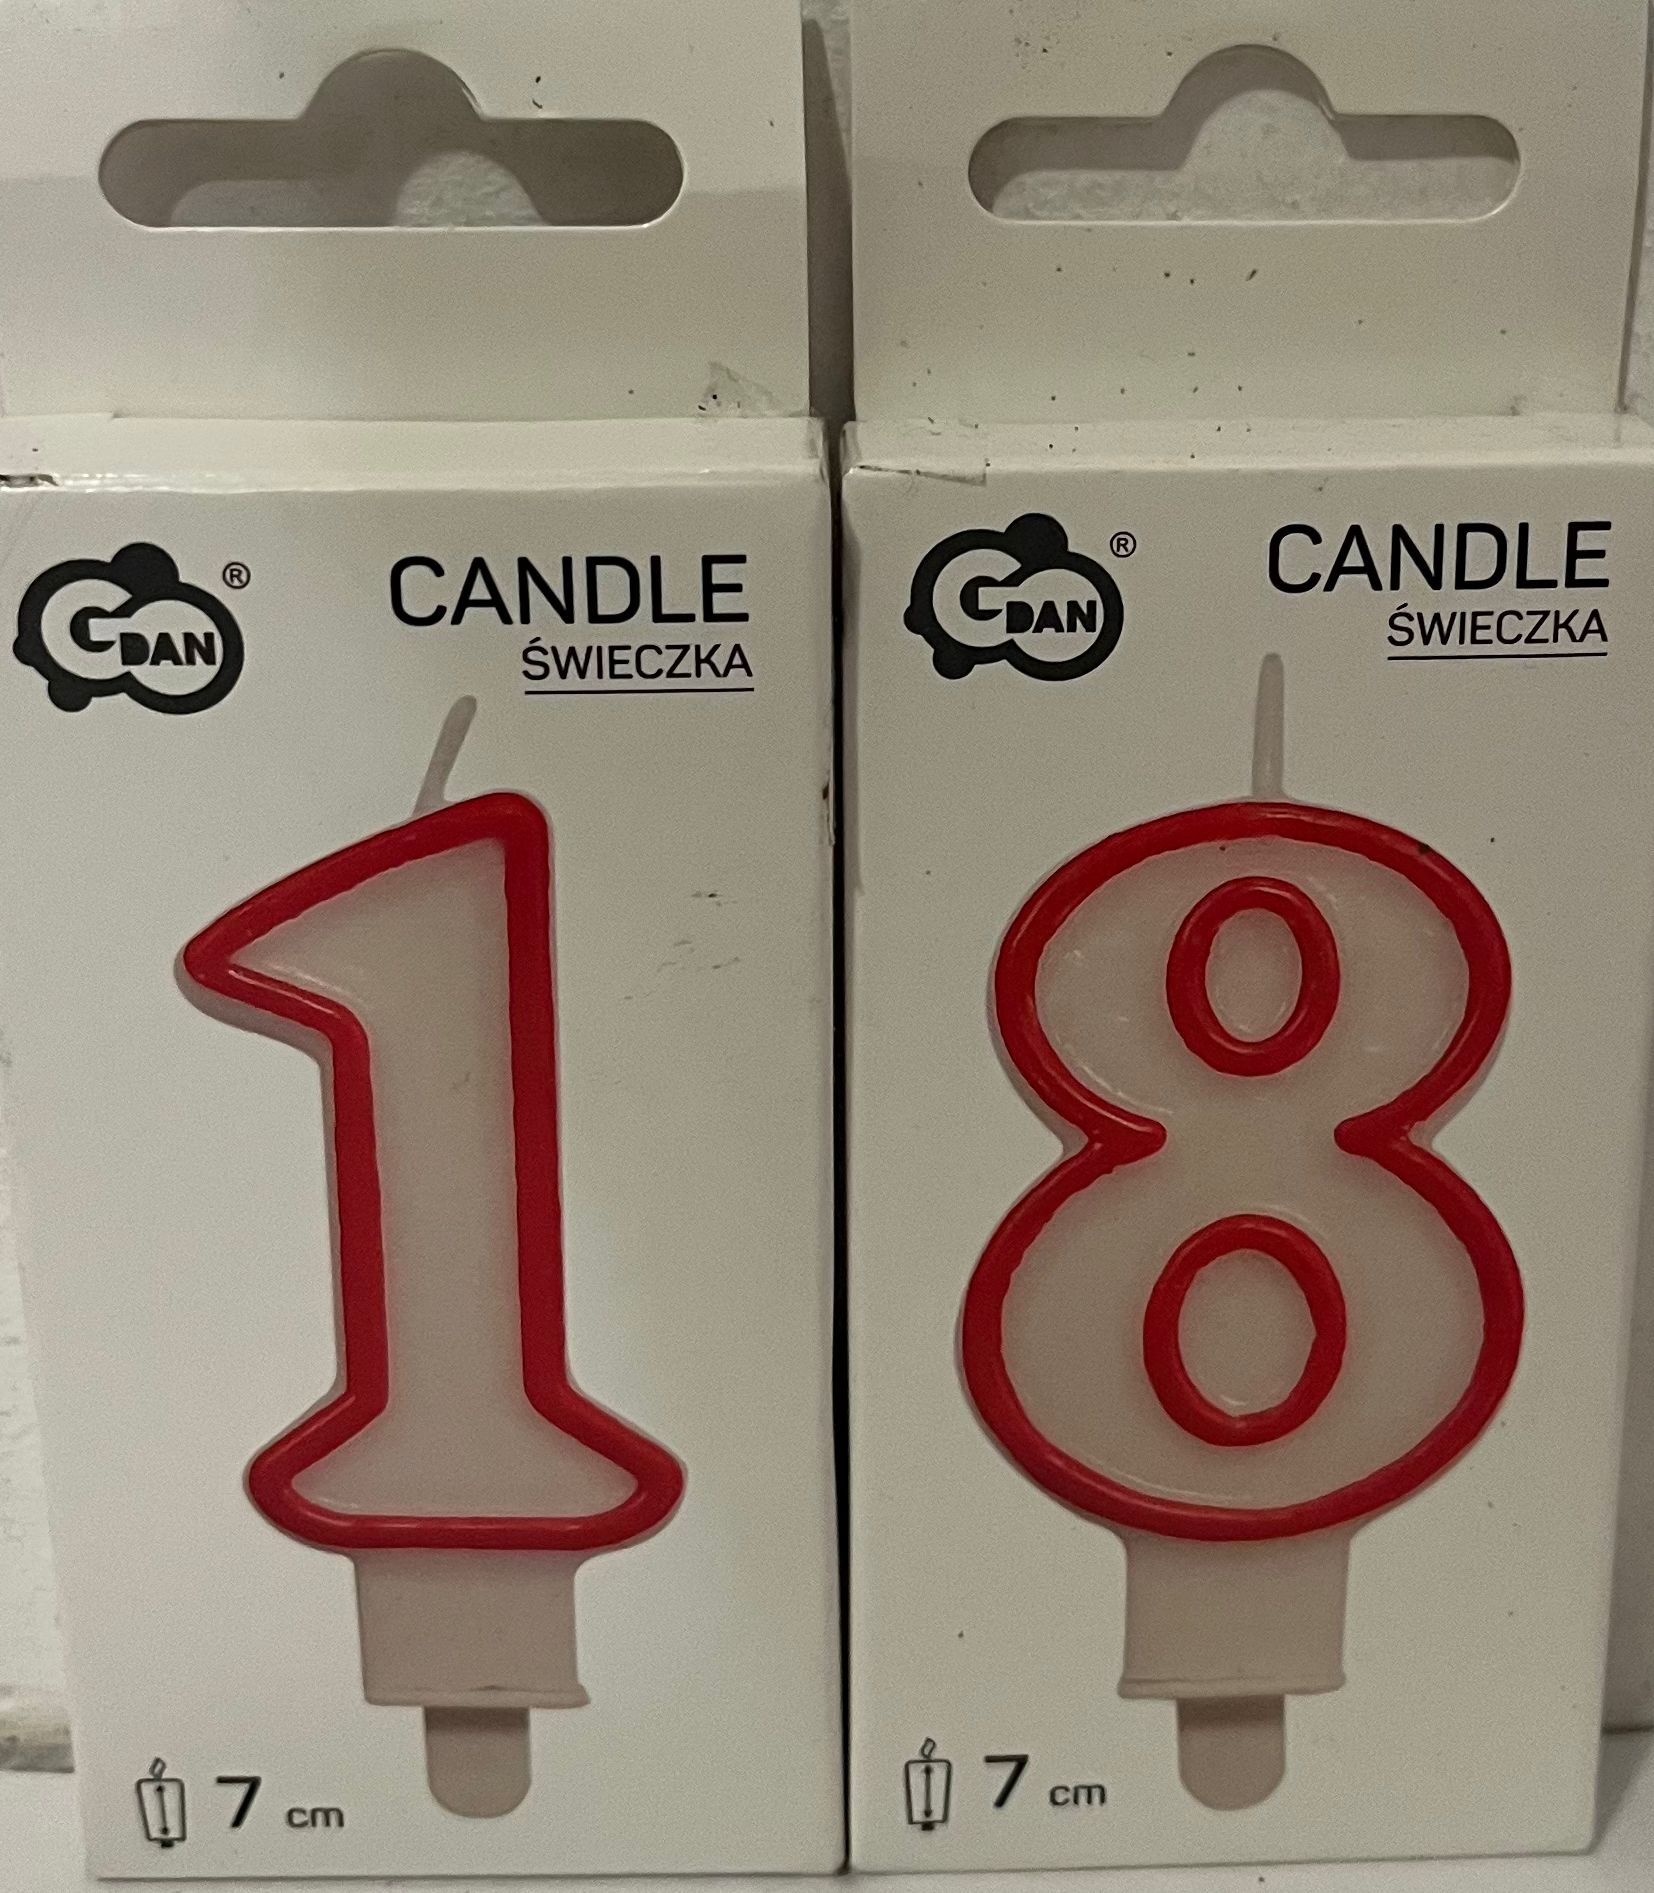 GDAN®
CANDLE
ŚWIECZKA
1
7 cm
GDAN®
CANDLE
ŚWIECZKA
8
7 cm